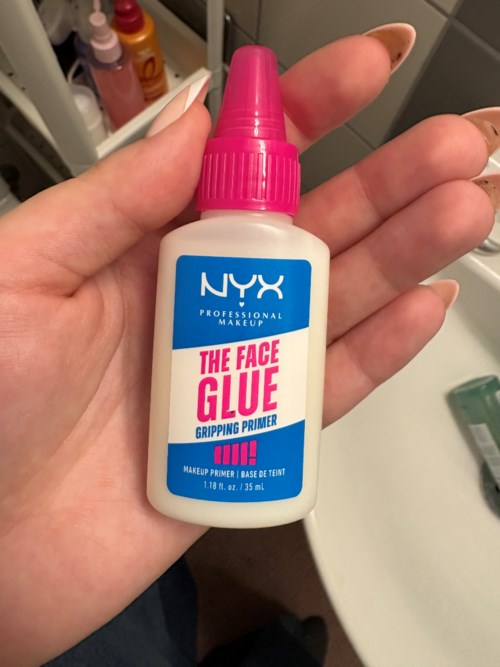 NYX
PROFESSIONAL
MAKEUP
THE FACE
GLUE
GRIPPING PRIMER
MAKEUP PRIMER | BASE DE TEINT
1.18 fl. oz. / 35 mL